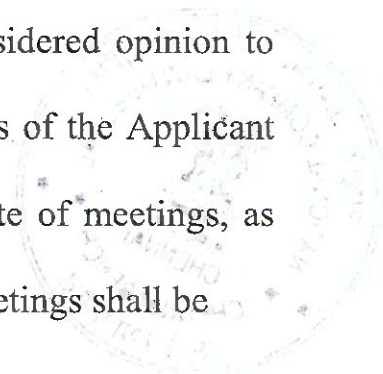 sidered opinion to
s of the Applicant
te of meetings, as
etings shall be